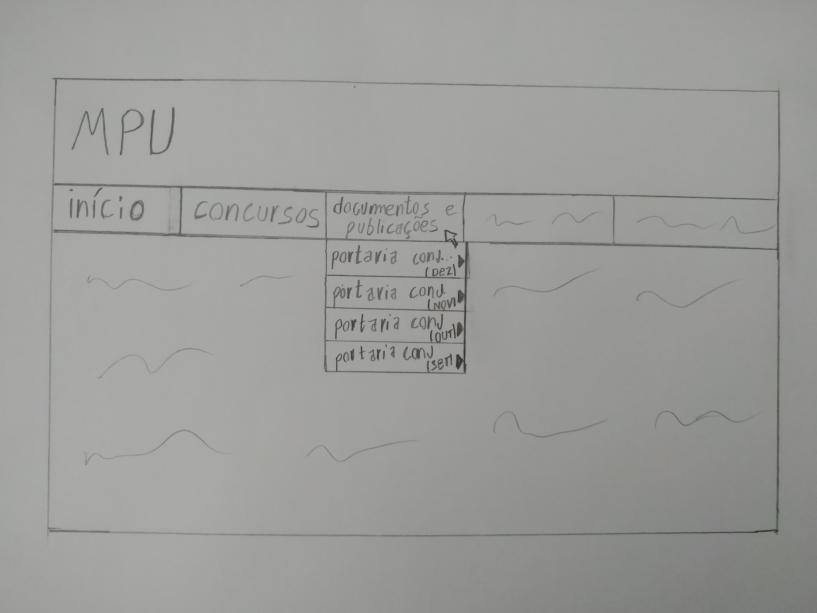 MPU
início
concursos
documentos e
publicações
portaria conj...
(DEZ)
portaria conj
(NOV)
portaria conj
(OUT)
portaria conj
(SET)